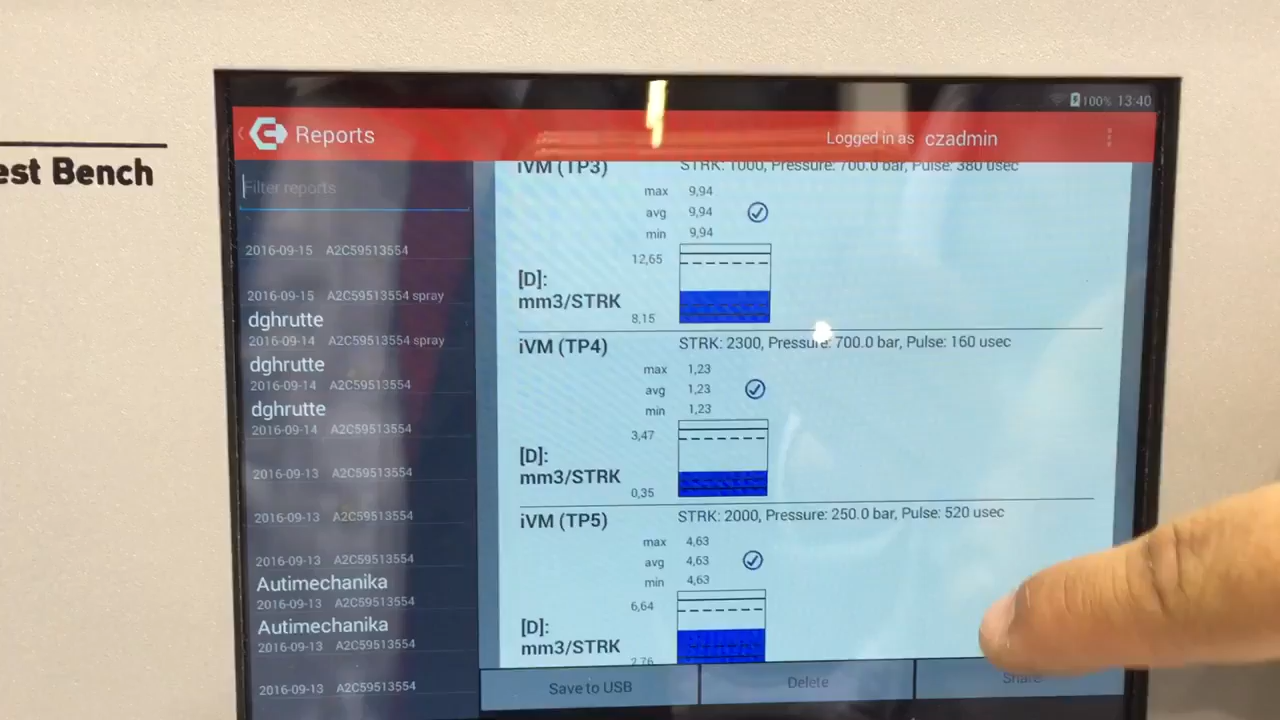 est Bench
100% 13:40
Reports
Logged in as czadmin
Filter reports
2016-09-15 A2C59513554
2016-09-15 A2C59513554 spray
dghrutte
2016-09-14 A2C59513554 spray
dghrutte
2016-09-14 A2C59513554
dghrutte
2016-09-14 A2C59513554
2016-09-13 A2C59513554
2016-09-13 A2C59513554
2016-09-13 A2C59513554
Autimechanika
2016-09-13 A2C59513554
Autimechanika
2016-09-13 A2C59513554
2016-09-13 A2C59513554
iVM (TP3) STRK: 1000, Pressure: 700.0 bar, Pulse: 380 usec
max 9,94
avg 9,94
min 9,94
12,65
[D]:
mm3/STRK
8,15
iVM (TP4) STRK: 2300, Pressure: 700.0 bar, Pulse: 160 usec
max 1,23
avg 1,23
min 1,23
3,47
[D]:
mm3/STRK
0,35
iVM (TP5) STRK: 2000, Pressure: 250.0 bar, Pulse: 520 usec
max 4,63
avg 4,63
min 4,63
6,64
[D]:
mm3/STRK
2,76
Save to USB Delete Share